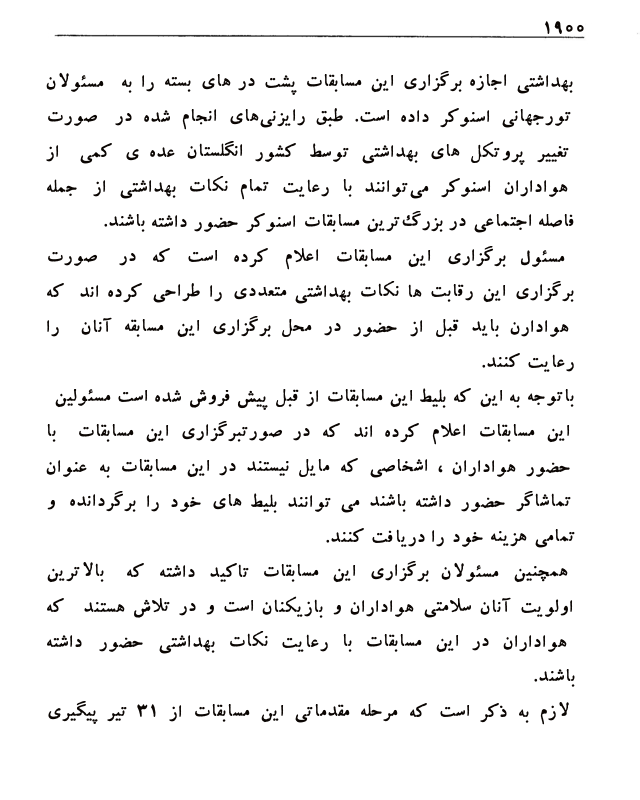 ۱۹۰۰
بهداشتی اجازه برگزاری این مسابقات پشت در های بسته را به مسئولان
تورجهانی اسنوکر داده است. طبق رایزنی‌های انجام شده در صورت
تغییر پروتکل های بهداشتی توسط کشور انگلستان عده ی کمی از
هواداران اسنوکر می‌توانند با رعایت تمام نکات بهداشتی از جمله
فاصله اجتماعی در بزرگ‌ترین مسابقات اسنوکر حضور داشته باشند.
مسئول برگزاری این مسابقات اعلام کرده است که در صورت
برگزاری این رقابت ها نکات بهداشتی متعددی را طراحی کرده اند که
هوادارن باید قبل از حضور در محل برگزاری این مسابقه آنان را
رعایت کنند.
باتوجه به این که بلیط این مسابقات از قبل پیش فروش شده است مسئولین
این مسابقات اعلام کرده اند که در صورتبرگزاری این مسابقات با
حضور هواداران ، اشخاصی که مایل نیستند در این مسابقات به عنوان
تماشاگر حضور داشته باشند می توانند بلیط های خود را برگردانده و
تمامی هزینه خود را دریافت کنند.
همچنین مسئولان برگزاری این مسابقات تاکید داشته که بالاترین
اولویت آنان سلامتی هواداران و بازیکنان است و در تلاش هستند که
هواداران در این مسابقات با رعایت نکات بهداشتی حضور داشته
باشند.
لازم به ذکر است که مرحله مقدماتی این مسابقات از ۳۱ تیر پیگیری